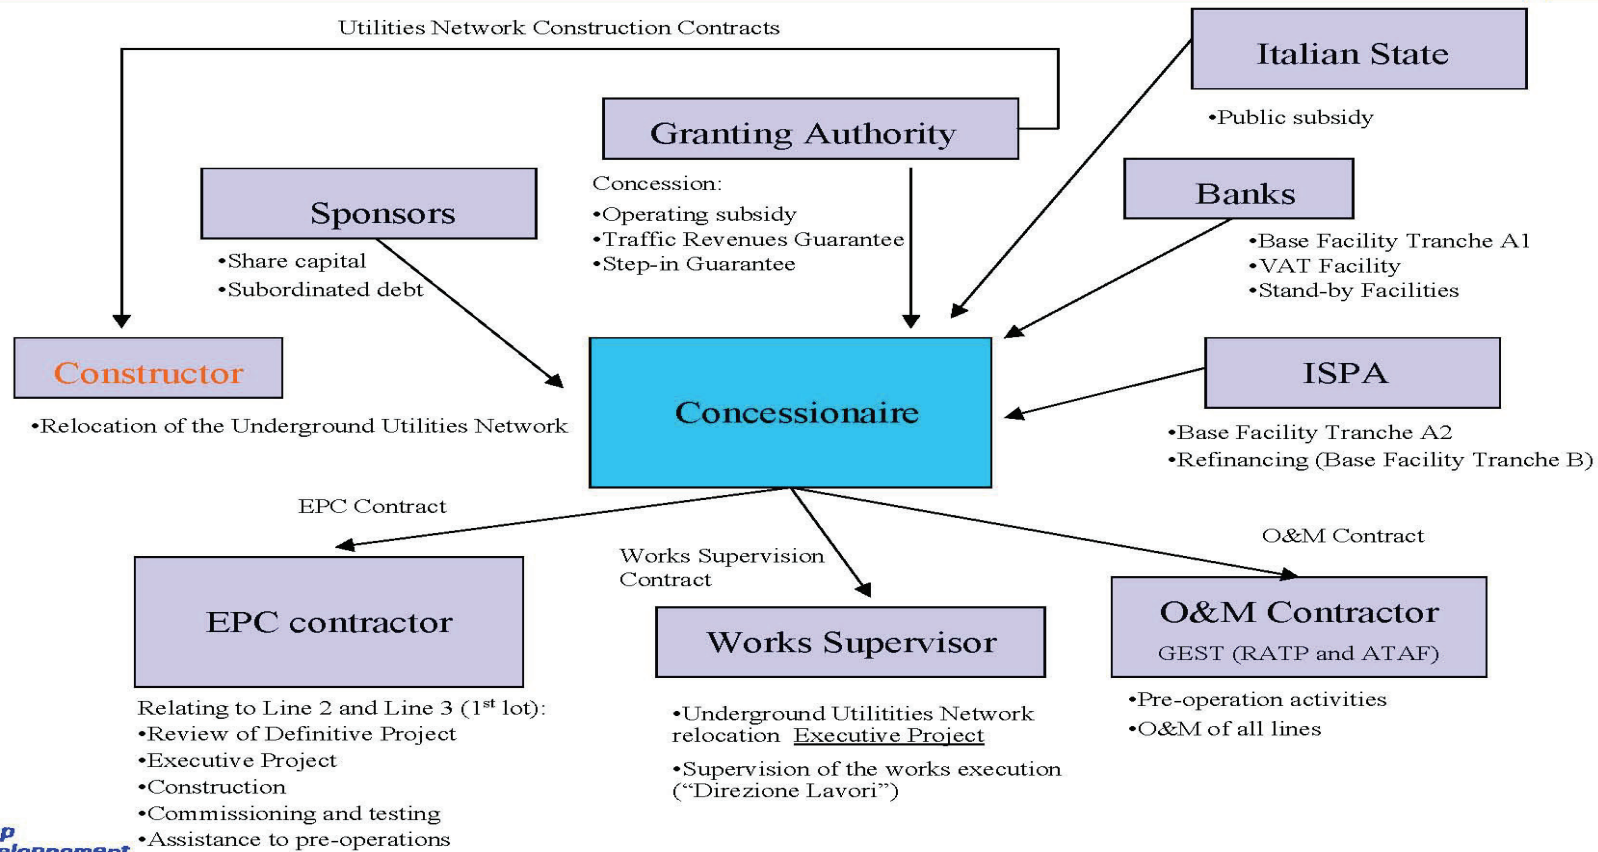 Utilities Network Construction Contracts
Italian State
•Public subsidy
Granting Authority
Concession:
•Operating subsidy
•Traffic Revenues Guarantee
•Step-in Guarantee
Sponsors
•Share capital
•Subordinated debt
Banks
•Base Facility Tranche A1
•VAT Facility
•Stand-by Facilities
Constructor
•Relocation of the Underground Utilities Network
Concessionaire
ISPA
•Base Facility Tranche A2
•Refinancing (Base Facility Tranche B)
EPC Contract
Works Supervision
Contract
O&M Contract
EPC contractor
Relating to Line 2 and Line 3 (1st lot):
•Review of Definitive Project
•Executive Project
•Construction
•Commissioning and testing
•Assistance to pre-operations
Works Supervisor
•Underground Utilitities Network
relocation Executive Project
•Supervision of the works execution
(“Direzione Lavori”)
O&M Contractor
GEST (RATP and ATAF)
•Pre-operation activities
•O&M of all lines